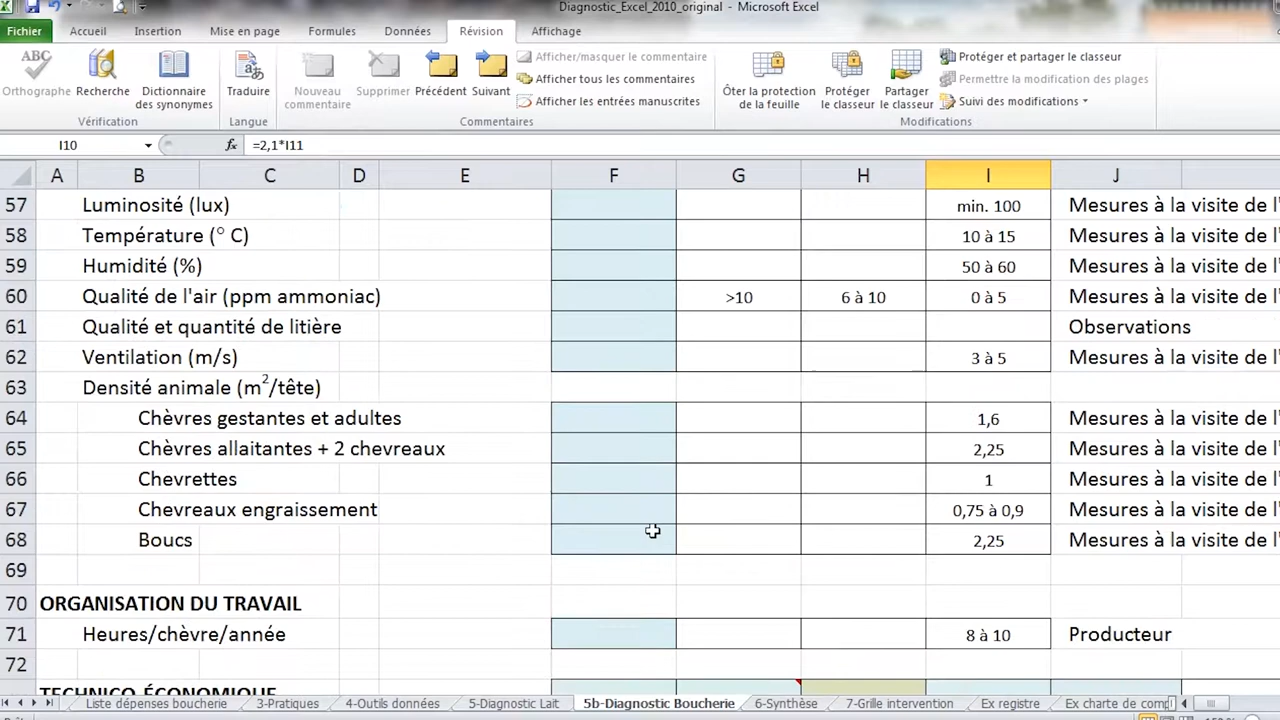 Diagnostic_Excel_2010_original - Microsoft Excel
Fichier Accueil Insertion Mise en page Formules Données Révision Affichage
ABC Orthographe
Recherche
Dictionnaire des synonymes
Vérification
Traduire
Langue
Nouveau commentaire
Supprimer
Précédent
Suivant
Afficher/masquer le commentaire
Afficher tous les commentaires
Afficher les entrées manuscrites
Commentaires
Ôter la protection de la feuille
Protéger le classeur
Partager le classeur
Protéger et partager le classeur
Permettre la modification des plages
Suivi des modifications
Modifications
I10 fx =2,1*I11
A B C D E F G H I J
57 Luminosité (lux) min. 100 Mesures à la visite de l'
58 Température (° C) 10 à 15 Mesures à la visite de l'
59 Humidité (%) 50 à 60 Mesures à la visite de l'
60 Qualité de l'air (ppm ammoniac) >10 6 à 10 0 à 5 Mesures à la visite de l'
61 Qualité et quantité de litière Observations
62 Ventilation (m/s) 3 à 5 Mesures à la visite de l'
63 Densité animale (m²/tête)
64 Chèvres gestantes et adultes 1,6 Mesures à la visite de l'
65 Chèvres allaitantes + 2 chevreaux 2,25 Mesures à la visite de l'
66 Chevrettes 1 Mesures à la visite de l'
67 Chevreaux engraissement 0,75 à 0,9 Mesures à la visite de l'
68 Boucs 2,25 Mesures à la visite de l'
69
70 ORGANISATION DU TRAVAIL
71 Heures/chèvre/année 8 à 10 Producteur
72
TECHNICO-ÉCONOMIQUE
Liste dépenses boucherie 3-Pratiques 4-Outils données 5-Diagnostic Lait 5b-Diagnostic Boucherie 6-Synthèse 7-Grille intervention Ex registre Ex charte de comp